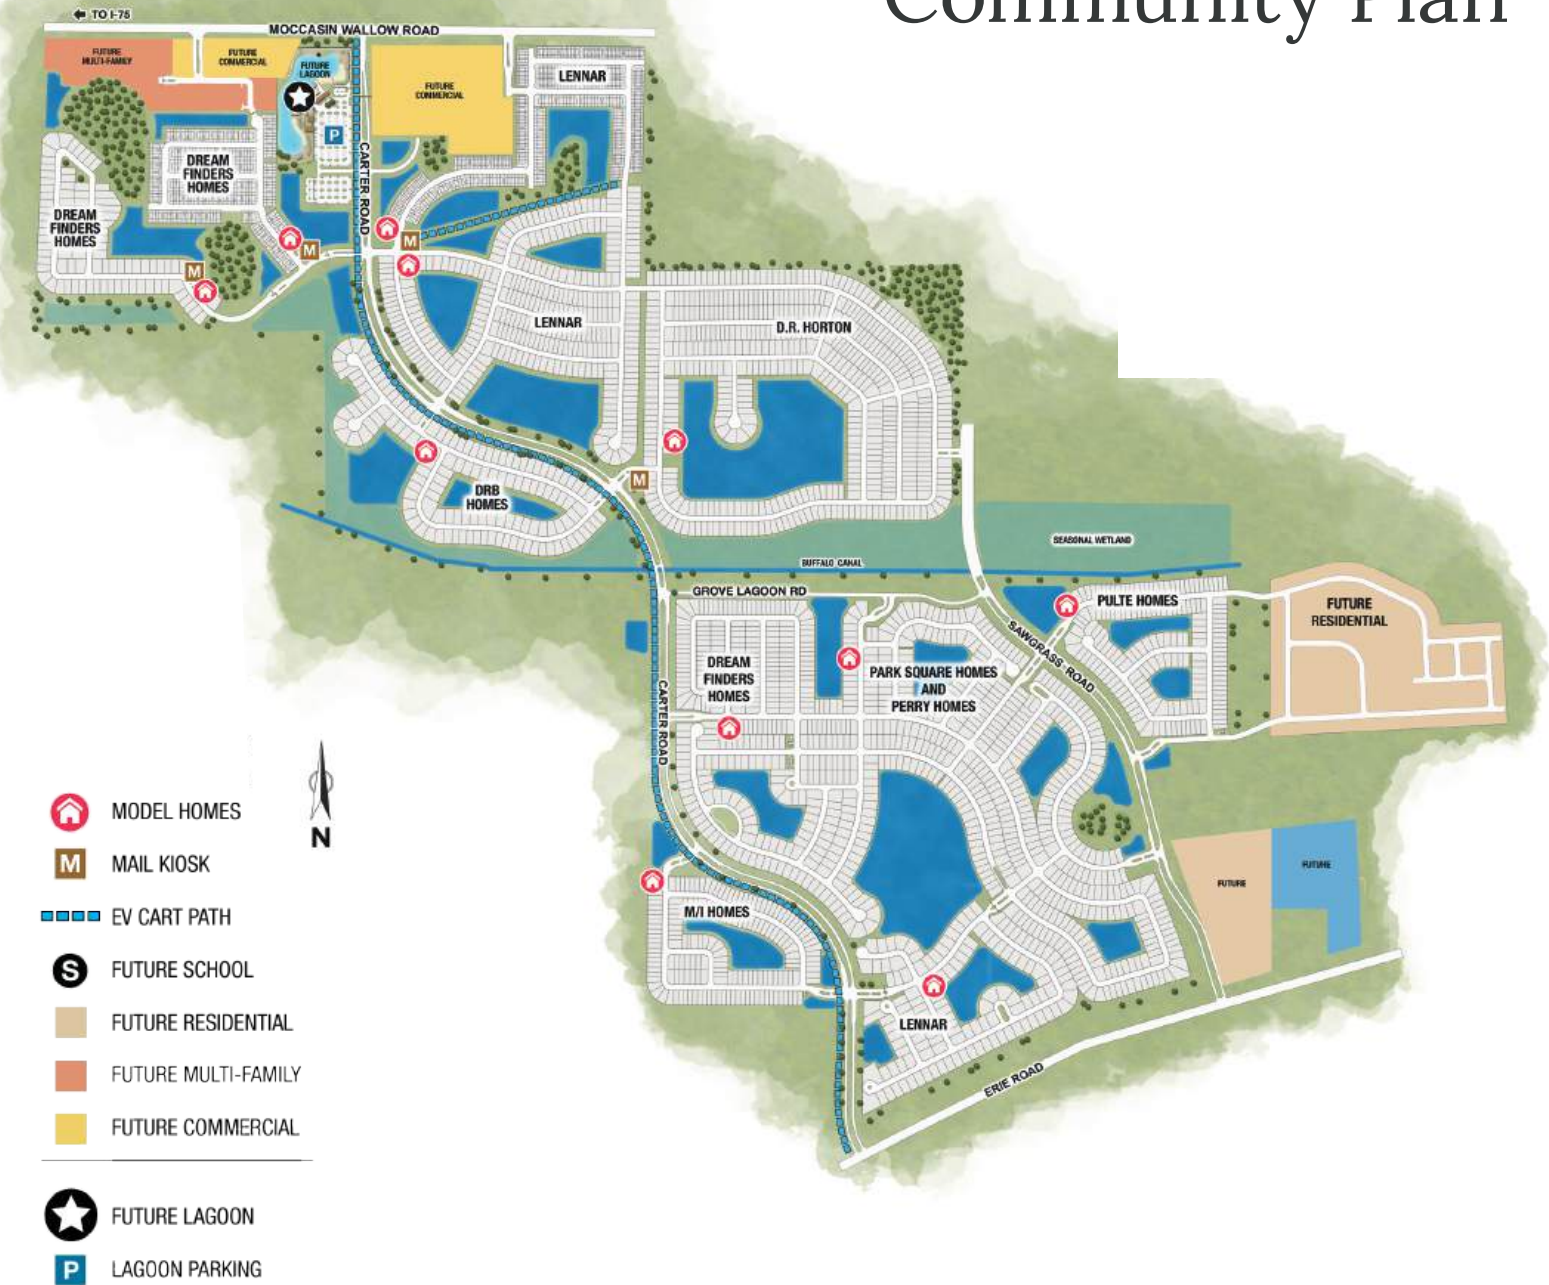 Community Plan
TO I-75
MOCCASIN WALLOW ROAD
FUTURE
MULTI-FAMILY
FUTURE
COMMERCIAL
FUTURE
LAGOON
FUTURE
COMMERCIAL
LENNAR
P
CARTER ROAD
DREAM
FINDERS
HOMES
DREAM
FINDERS
HOMES
M
M
M
LENNAR
D.R. HORTON
DRB
HOMES
M
SEASONAL WETLAND
BUFFALO CANAL
GROVE LAGOON RD
PULTE HOMES
FUTURE
RESIDENTIAL
SAWGRASS ROAD
DREAM
FINDERS
HOMES
PARK SQUARE HOMES
AND
PERRY HOMES
CARTER ROAD
FUTURE
FUTURE
M/I HOMES
LENNAR
ERIE ROAD
N
MODEL HOMES
M MAIL KIOSK
EV CART PATH
S FUTURE SCHOOL
FUTURE RESIDENTIAL
FUTURE MULTI-FAMILY
FUTURE COMMERCIAL
FUTURE LAGOON
P LAGOON PARKING